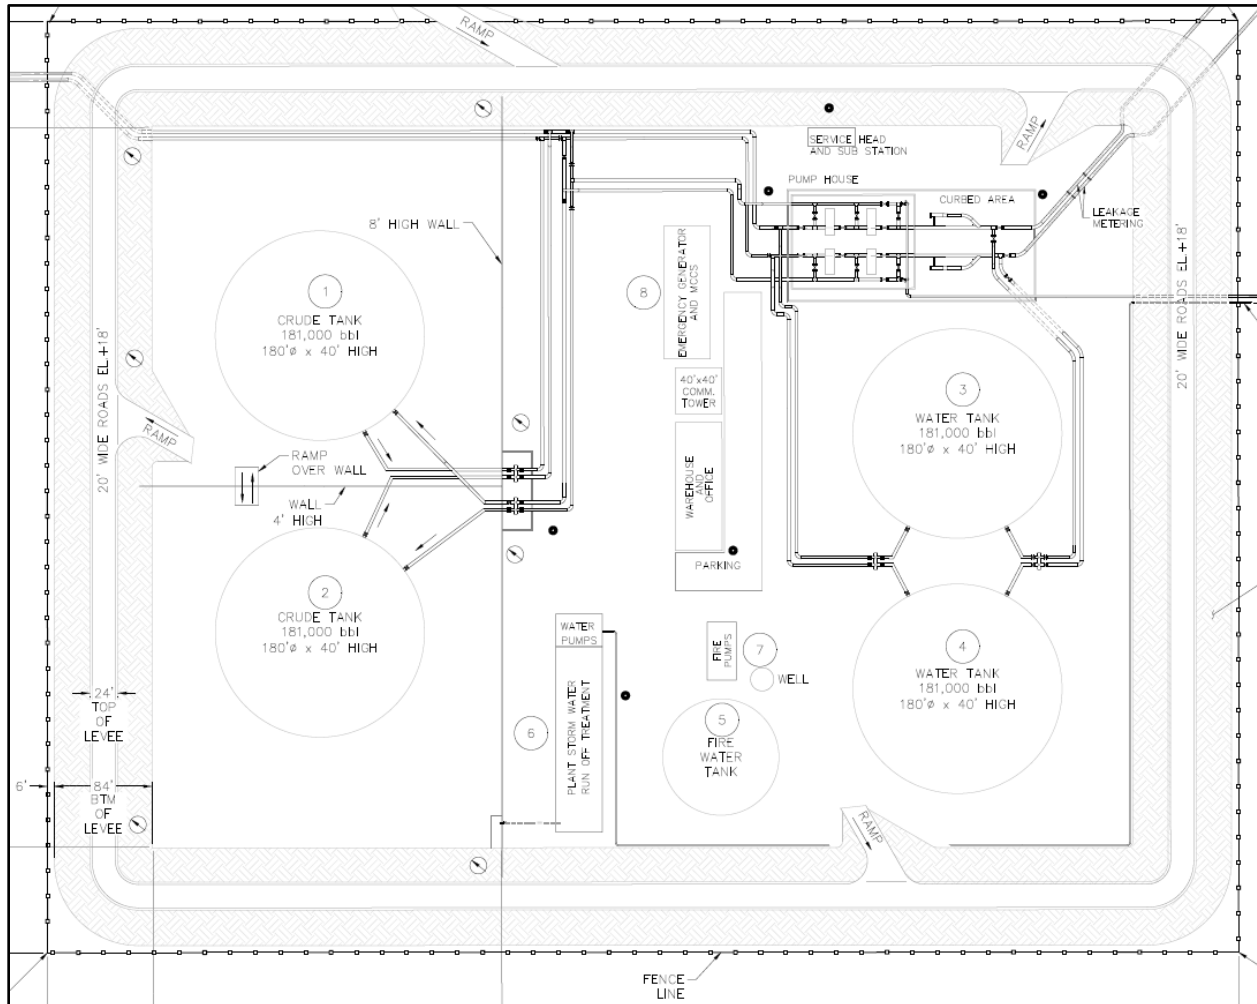 RAMP
SERVICE HEAD
AND SUB STATION
RAMP
PUMP HOUSE
CURBED AREA
LEAKAGE
METERING
8' HIGH WALL
20' WIDE ROADS EL.+18'
1
CRUDE TANK
181,000 bbl
180'ø x 40' HIGH
8
EMERGENCY GENERATOR
AND MCCS
20' WIDE ROADS EL.+18'
40'x40'
COMM.
TOWER
3
WATER TANK
181,000 bbl
180'ø x 40' HIGH
RAMP
RAMP
OVER WALL
WALL
4' HIGH
WAREHOUSE
AND
OFFICE
PARKING
2
CRUDE TANK
181,000 bbl
180'ø x 40' HIGH
WATER
PUMPS
FIRE
PUMPS
7
WELL
4
WATER TANK
181,000 bbl
180'ø x 40' HIGH
24'
TOP
OF
LEVEE
6
PLANT STORM WATER
RUN OFF TREATMENT
5
FIRE
WATER
TANK
6'
84'
BTM
OF
LEVEE
RAMP
FENCE
LINE